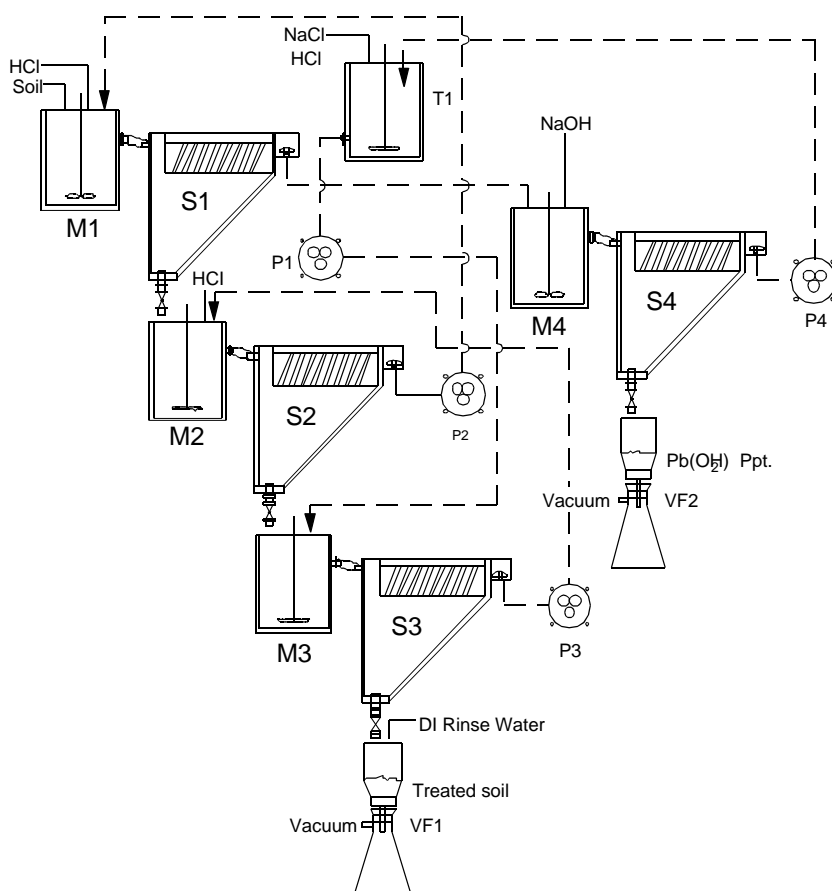 NaCl
HCl
HCl
Soil
T1
NaOH
S1
M1
P1
HCl
S4
M4
P4
S2
M2
P2
Pb(OH)2 Ppt.
Vacuum
VF2
S3
M3
P3
DI Rinse Water
Treated soil
Vacuum
VF1